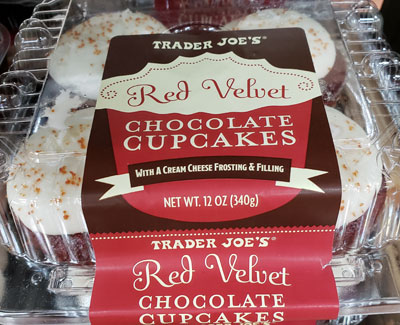 TRADER JOE'S®
Red Velvet
CHOCOLATE
CUPCAKES
WITH A CREAM CHEESE FROSTING & FILLING
NET WT. 12 OZ (340g)
TRADER JOE'S®
Red Velvet
CHOCOLATE
CUPCAKES